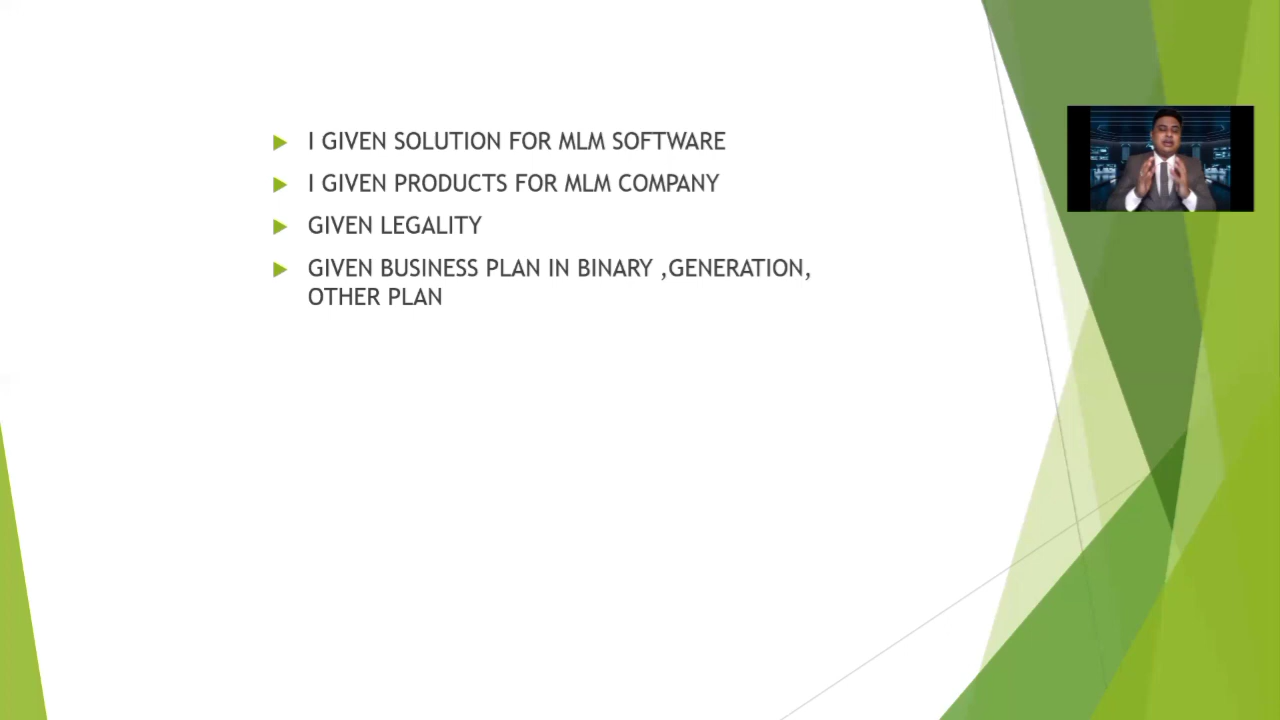 I GIVEN SOLUTION FOR MLM SOFTWARE
I GIVEN PRODUCTS FOR MLM COMPANY
GIVEN LEGALITY
GIVEN BUSINESS PLAN IN BINARY ,GENERATION,
OTHER PLAN